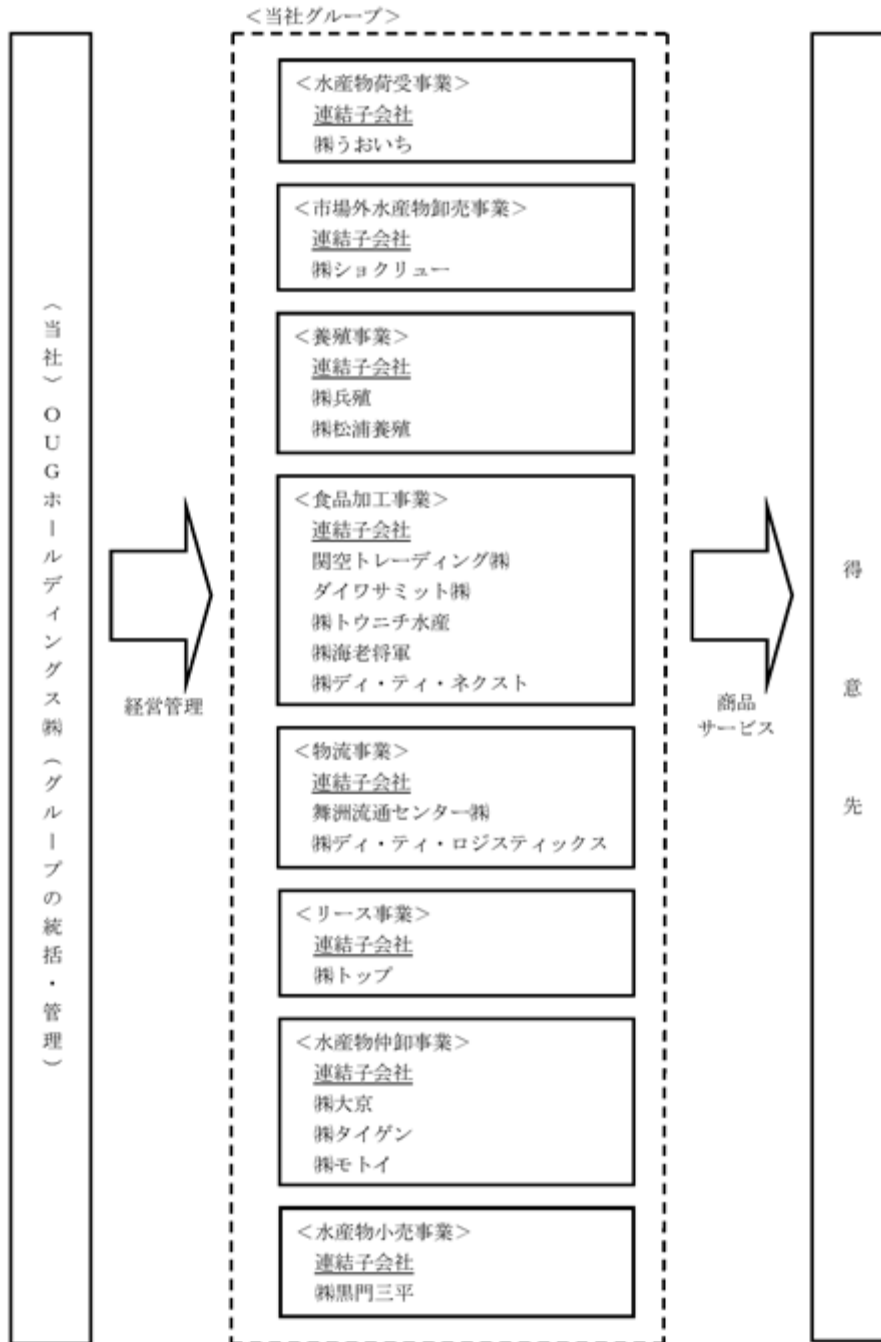 ＜当社グループ＞
（当社）OUGホールディングス㈱（グループの統括・管理）
経営管理
＜水産物荷受事業＞
連結子会社
㈱うおいち
＜市場外水産物卸売事業＞
連結子会社
㈱ショクリュー
＜養殖事業＞
連結子会社
㈱兵殖
㈱松浦養殖
＜食品加工事業＞
連結子会社
関空トレーディング㈱
ダイワサミット㈱
㈱トウニチ水産
㈱海老将軍
㈱ディ・ティ・ネクスト
＜物流事業＞
連結子会社
舞洲流通センター㈱
㈱ディ・ティ・ロジスティックス
＜リース事業＞
連結子会社
㈱トップ
＜水産物仲卸事業＞
連結子会社
㈱大京
㈱タイゲン
㈱モトイ
＜水産物小売事業＞
連結子会社
㈱黒門三平
商品
サービス
得意先